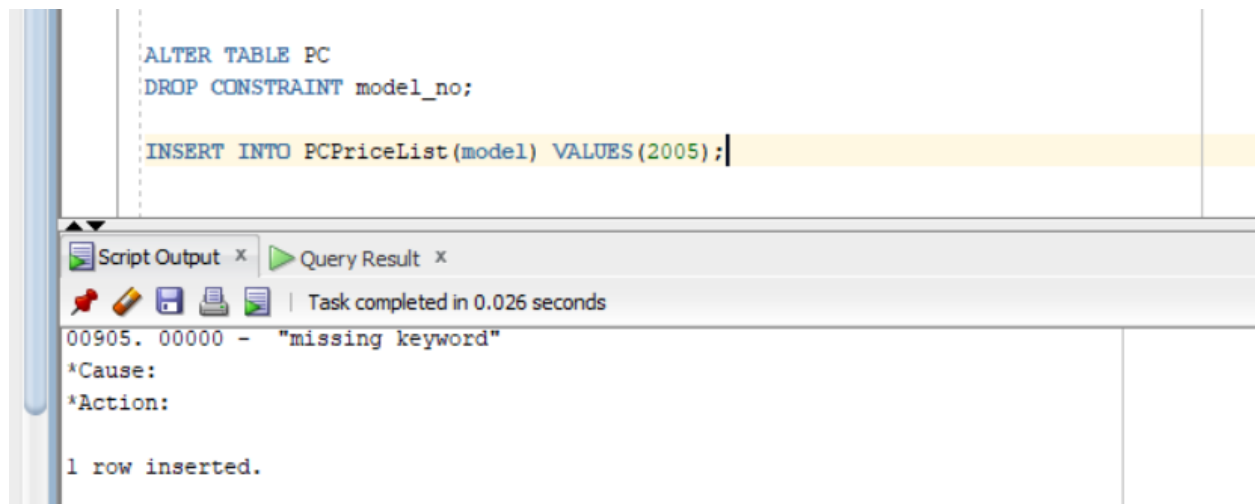 ALTER TABLE PC
DROP CONSTRAINT model_no;
INSERT INTO PCPriceList(model) VALUES(2005);
Script Output x Query Result x
Task completed in 0.026 seconds
00905. 00000 - "missing keyword"
*Cause:
*Action:
1 row inserted.